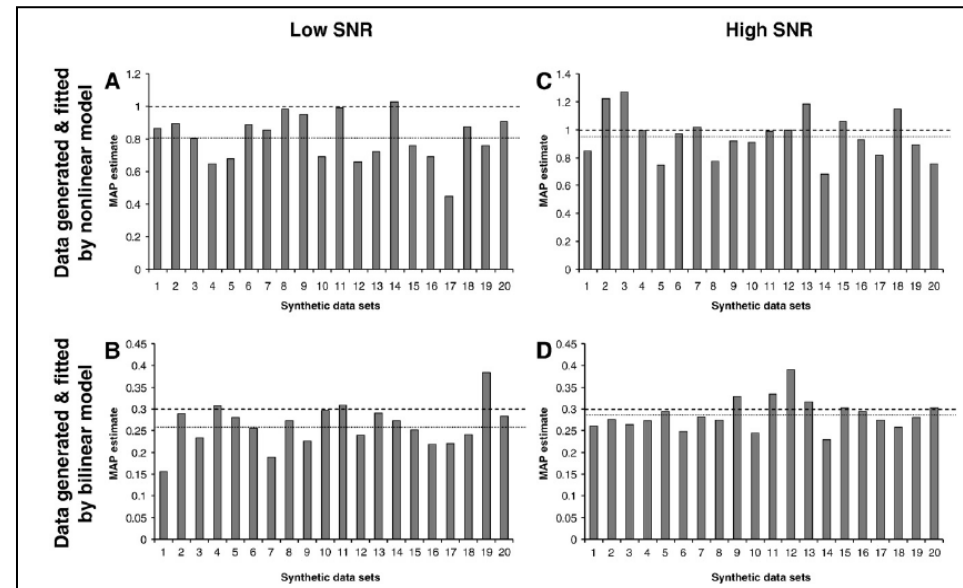 Low SNR
High SNR
Data generated & fitted
by nonlinear model
A
MAP estimate
1.2
1
0.8
0.6
0.4
0.2
0
1 2 3 4 5 6 7 8 9 10 11 12 13 14 15 16 17 18 19 20
Synthetic data sets
C
MAP estimate
1.4
1.2
1
0.8
0.6
0.4
0.2
0
1 2 3 4 5 6 7 8 9 10 11 12 13 14 15 16 17 18 19 20
Synthetic data sets
Data generated & fitted
by bilinear model
B
MAP estimate
0.45
0.4
0.35
0.3
0.25
0.2
0.15
0.1
0.05
0
1 2 3 4 5 6 7 8 9 10 11 12 13 14 15 16 17 18 19 20
Synthetic data sets
D
MAP estimate
0.45
0.4
0.35
0.3
0.25
0.2
0.15
0.1
0.05
0
1 2 3 4 5 6 7 8 9 10 11 12 13 14 15 16 17 18 19 20
Synthetic data sets